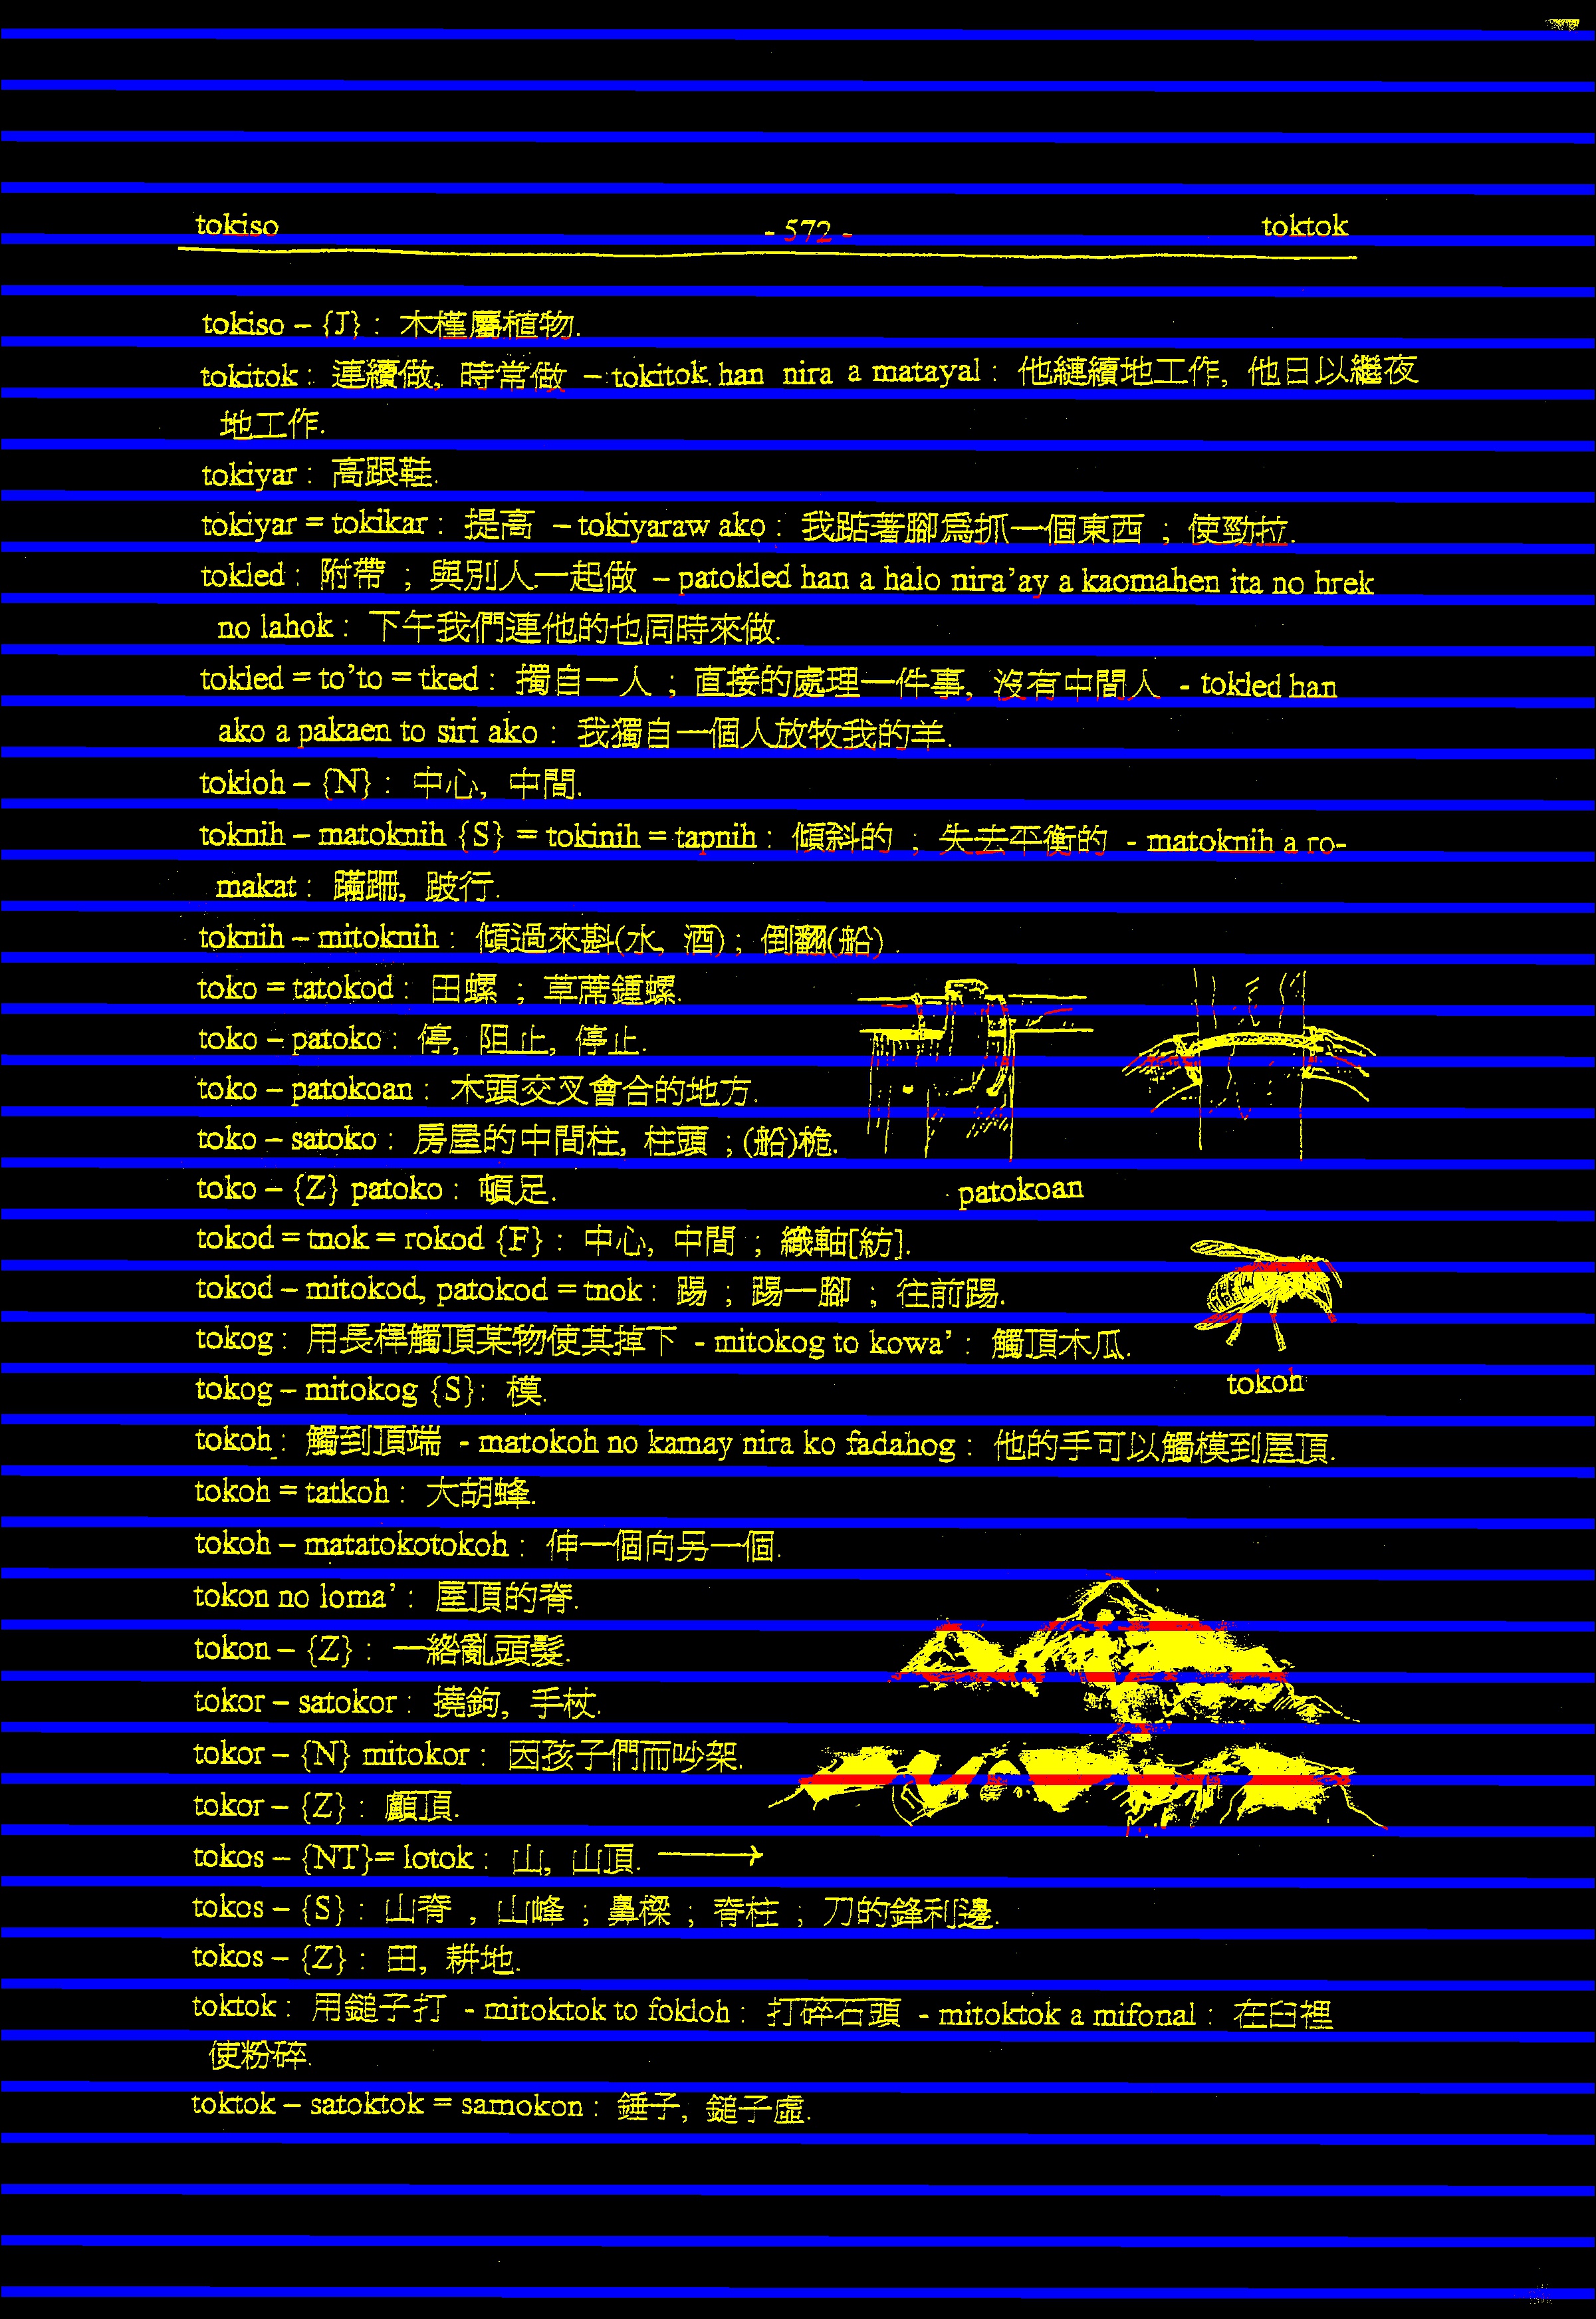 tokiso - 572 - toktok
tokiso – {J} : 木槿屬植物.
tokitok : 連續做, 時常做 – tokitok han nira a matayal : 他縺續地工作, 他日以繼夜
地工作.
tokiyar : 高跟鞋.
tokiyar = tokikar : 提高 – tokiyaraw ako : 我踮著腳爲抓一個東西 ; 使勁拉.
tokled : 附帶 ; 與別人一起做 – patokled han a halo nira'ay a kaomahen ita no hrek
no lahok : 下午我們連他的也同時來做.
tokled = to'to = tked : 獨自一人 ; 直接的處理一件事, 沒有中間人 - tokled han
ako a pakaen to siri ako : 我獨自一個人放牧我的羊.
tokloh – {N} : 中心, 中間.
toknih – matoknih {S} = tokinih = tapnih : 傾斜的 ; 失去平衡的 - matoknih a ro-
makat : 蹣跚, 跛行.
toknih – mitoknih : 傾過來斟(水, 酒) ; 倒翻(船) .
toko = tatokod : 田螺 ; 草蓆鍾螺.
toko – patoko : 停, 阻止, 停止.
toko – patokoan : 木頭交叉會合的地方.
toko – satoko : 房屋的中間柱, 柱頭 ; (船)桅.
toko – {Z} patoko : 頓足.
patokoan
tokod = tnok = rokod {F} : 中心, 中間 ; 織軸[紡].
tokod – mitokod, patokod = tnok : 踢 ; 踢一腳 ; 往前踢.
tokog : 用長桿觸頂某物使其掉下 - mitokog to kowa' : 觸頂木瓜.
tokog – mitokog {S} : 模.
tokoh
tokoh : 觸到頂端 - matokoh no kamay nira ko fadahog : 他的手可以觸模到屋頂.
tokoh = tatkoh : 大胡蜂.
tokoh – matatokotokoh : 伸一個向另一個.
tokon no loma' : 屋頂的脊.
tokon – {Z} : 一綹亂頭髮.
tokor – satokor : 撓鉤, 手杖.
tokor – {N} mitokor : 因孩子們而吵架.
tokor – {Z} : 顱頂.
tokos – {NT}= lotok : 山, 山頂. ⟶
tokos – {S} : 山脊 , 山峰 ; 鼻樑 ; 脊柱 ; 刀的鋒利邊.
tokos – {Z} : 田, 耕地.
toktok : 用鎚子打 - mitoktok to fokloh : 打碎石頭 - mitoktok a mifonal : 在臼裡
使粉碎.
toktok – satoktok = samokon : 錘子, 鎚子虛.